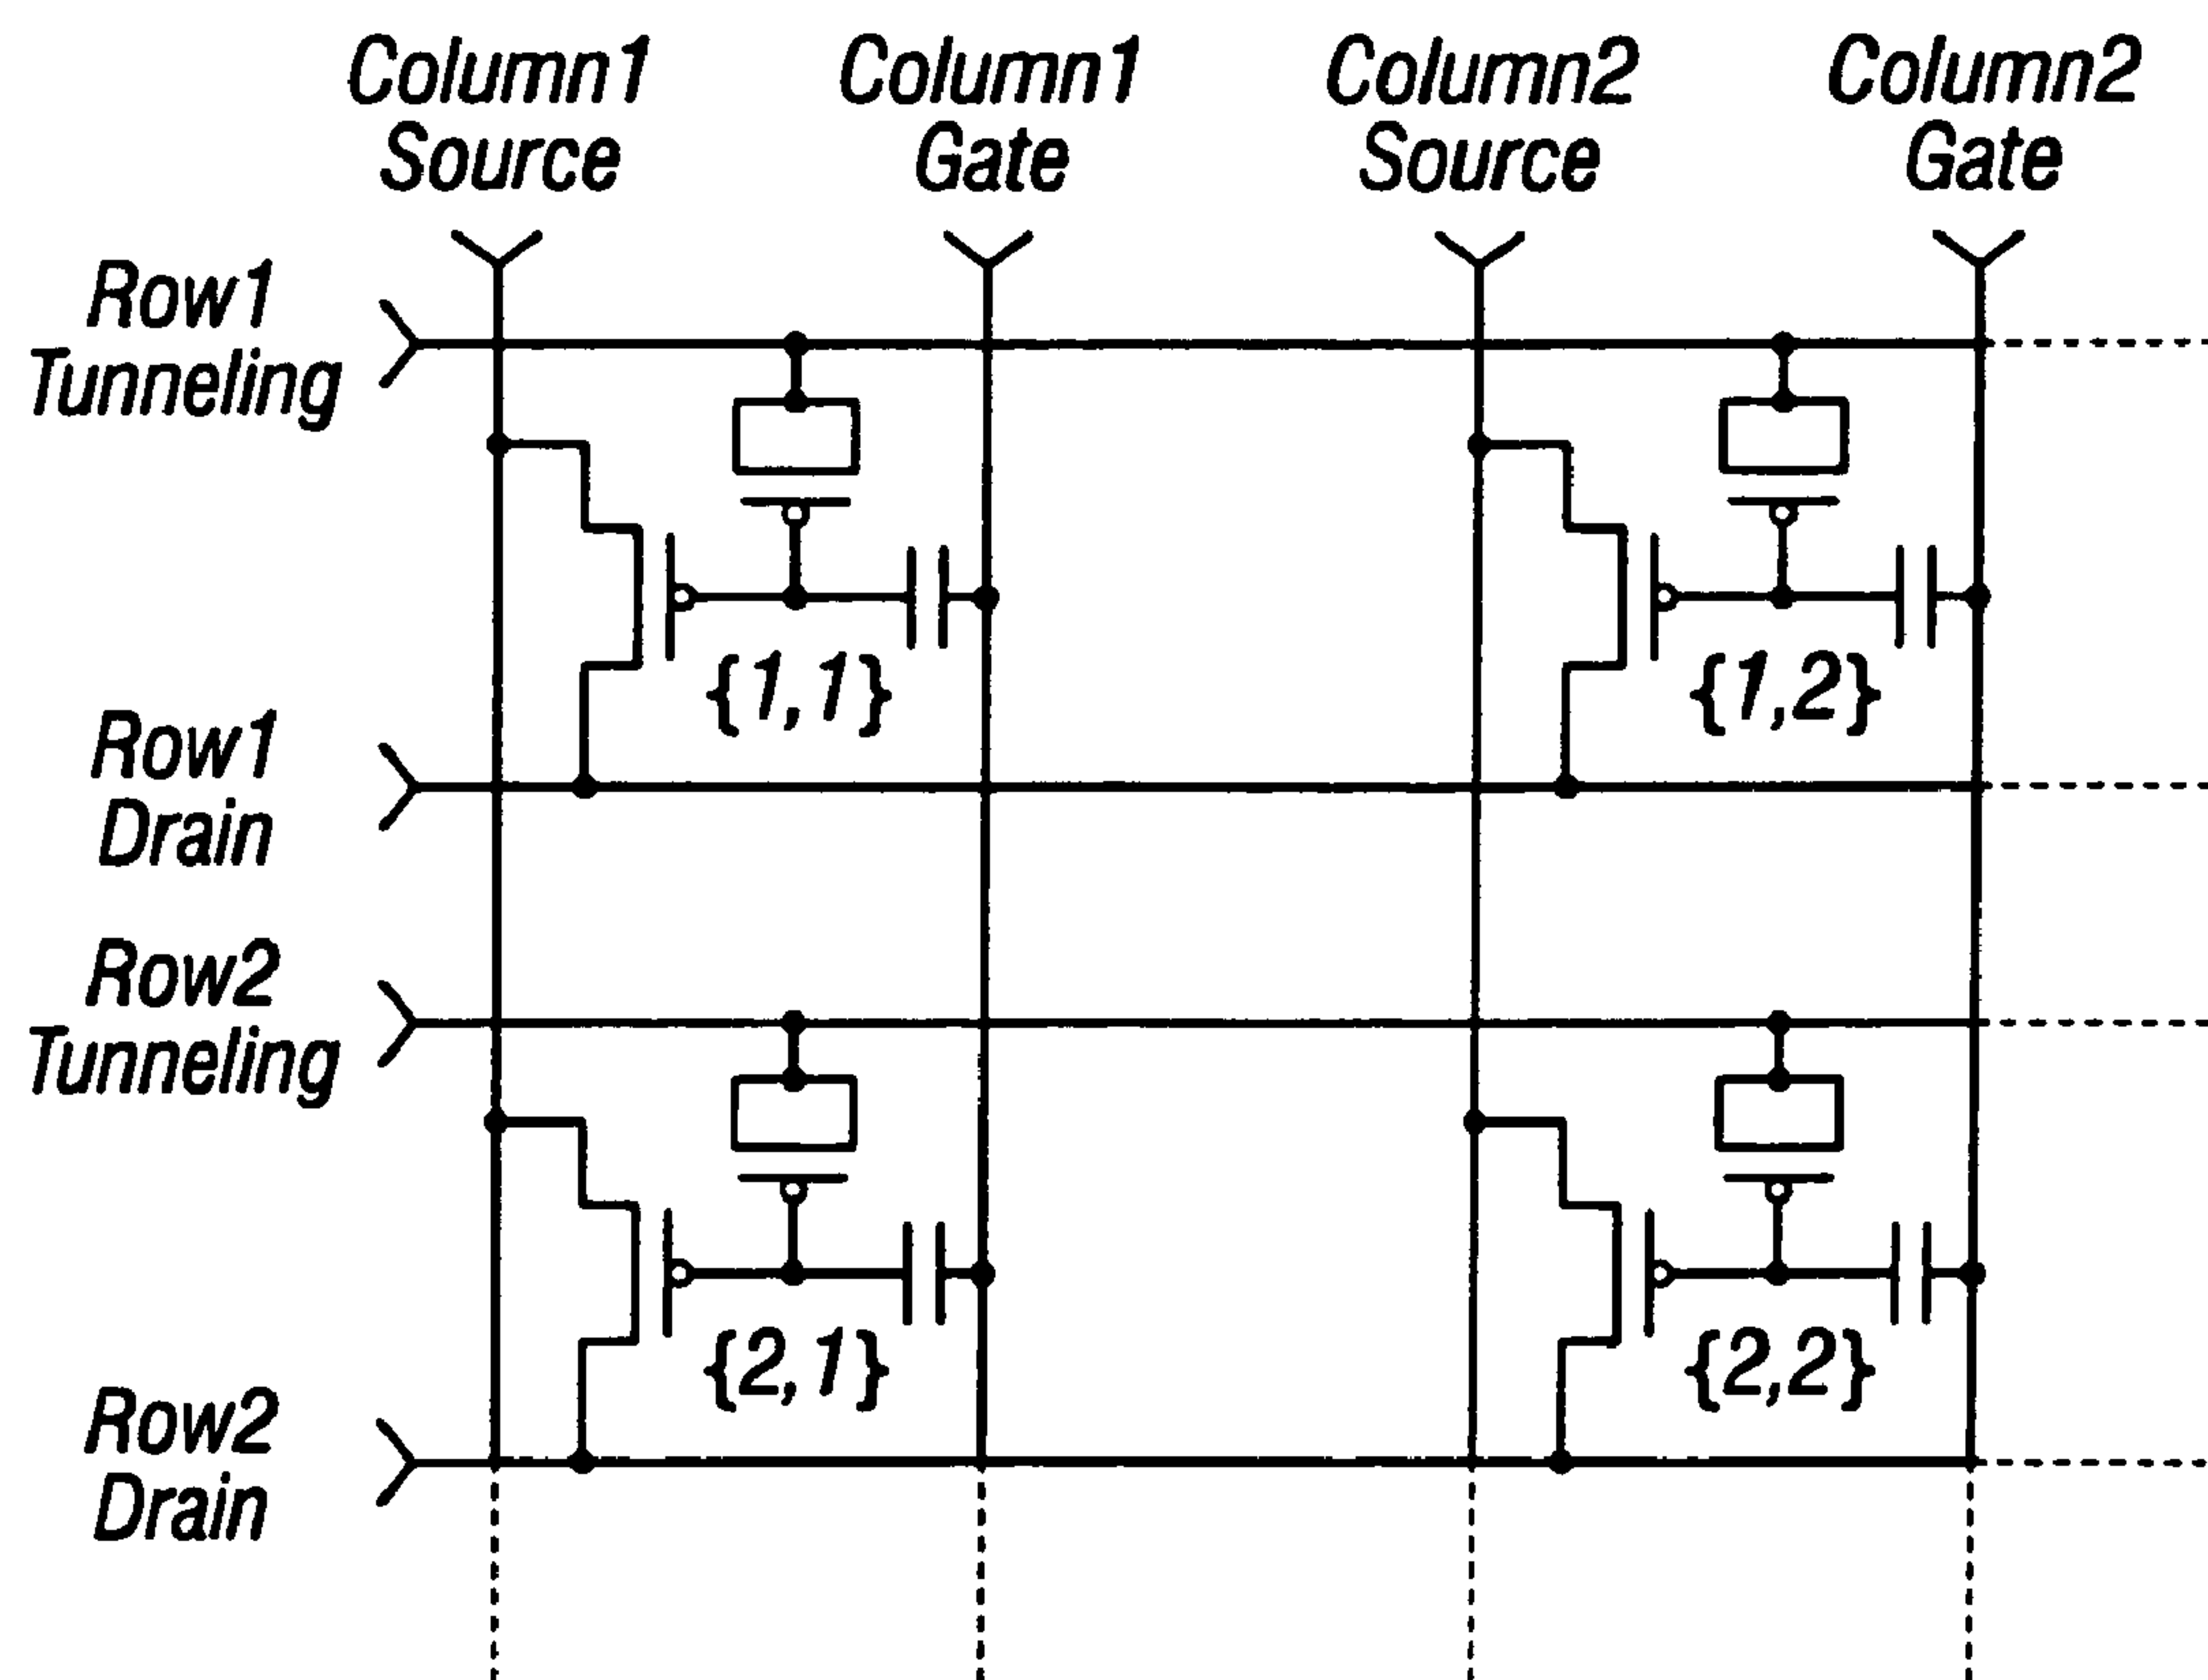 Column1
Source
Column1
Gate
Column2
Source
Column2
Gate
Row1
Tunneling
{1,1}
{1,2}
Row1
Drain
Row2
Tunneling
{2,1}
{2,2}
Row2
Drain